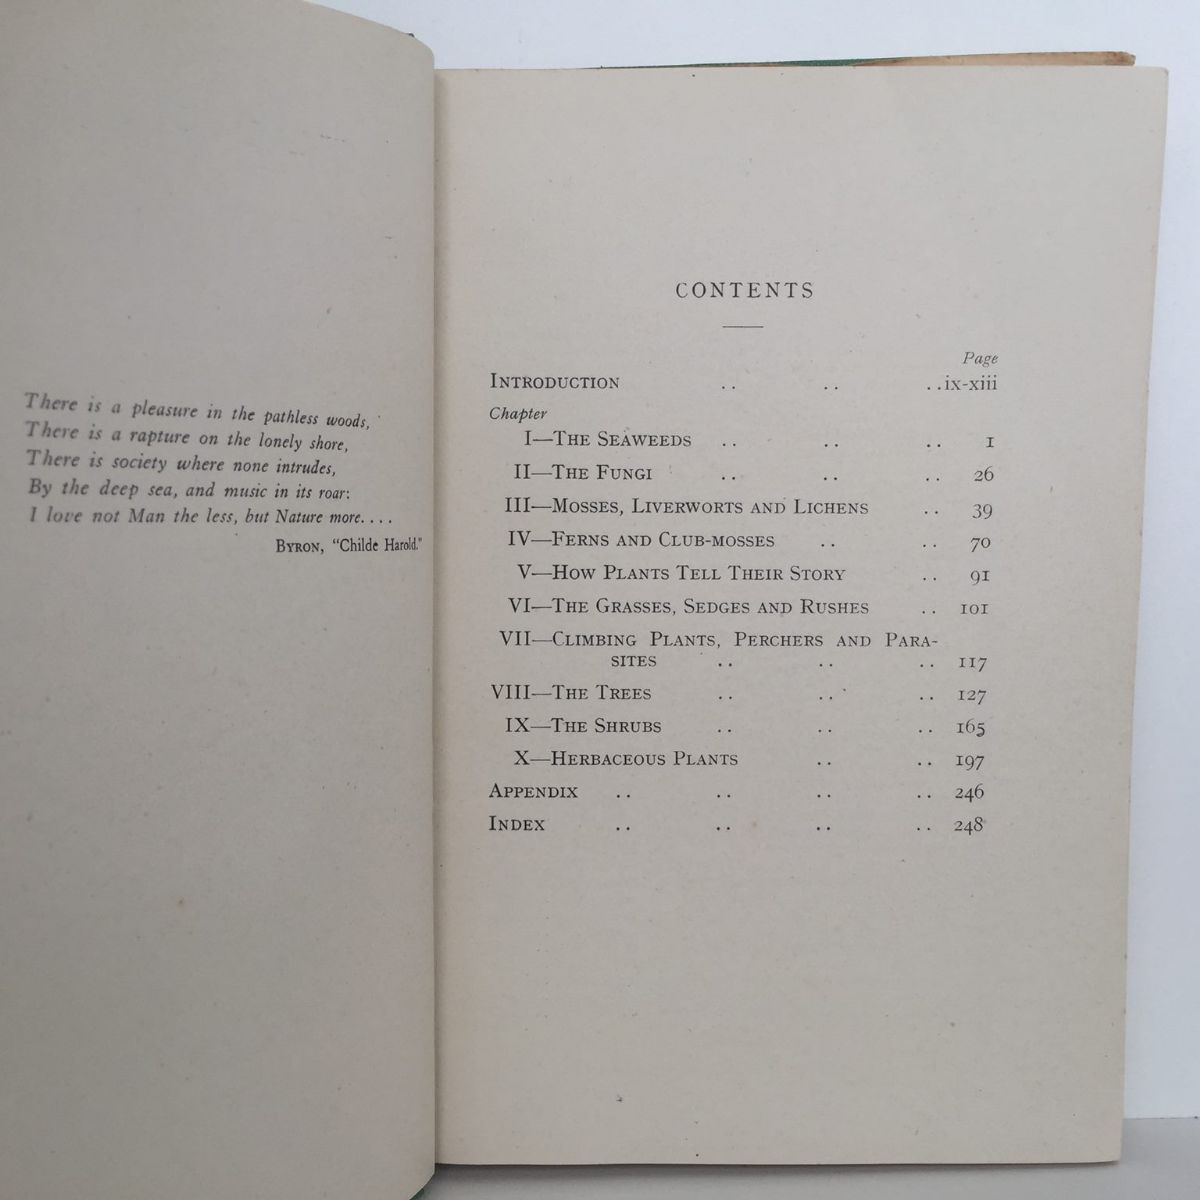 There is a pleasure in the pathless woods,
There is a rapture on the lonely shore,
There is society where none intrudes,
By the deep sea, and music in its roar:
I love not Man the less, but Nature more. . . .
Byron, "Childe Harold."
CONTENTS
Page
Introduction .. .. .. ix-xiii
Chapter
I—The Seaweeds .. .. .. 1
II—The Fungi .. .. .. 26
III—Mosses, Liverworts and Lichens .. 39
IV—Ferns and Club-mosses .. .. 70
V—How Plants Tell Their Story .. 91
VI—The Grasses, Sedges and Rushes .. 101
VII—Climbing Plants, Perchers and Para-
sites .. .. .. 117
VIII—The Trees .. .. .. 127
IX—The Shrubs .. .. .. 165
X—Herbaceous Plants .. .. 197
Appendix .. .. .. .. 246
Index .. .. .. .. 248